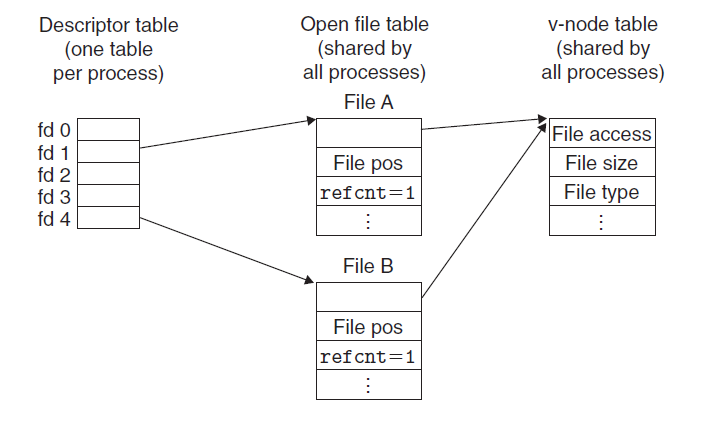 Descriptor table
(one table
per process)
Open file table
(shared by
all processes)
v-node table
(shared by
all processes)
fd 0
fd 1
fd 2
fd 3
fd 4
File A
File pos
refcnt=1
⋮
File B
File pos
refcnt=1
⋮
File access
File size
File type
⋮